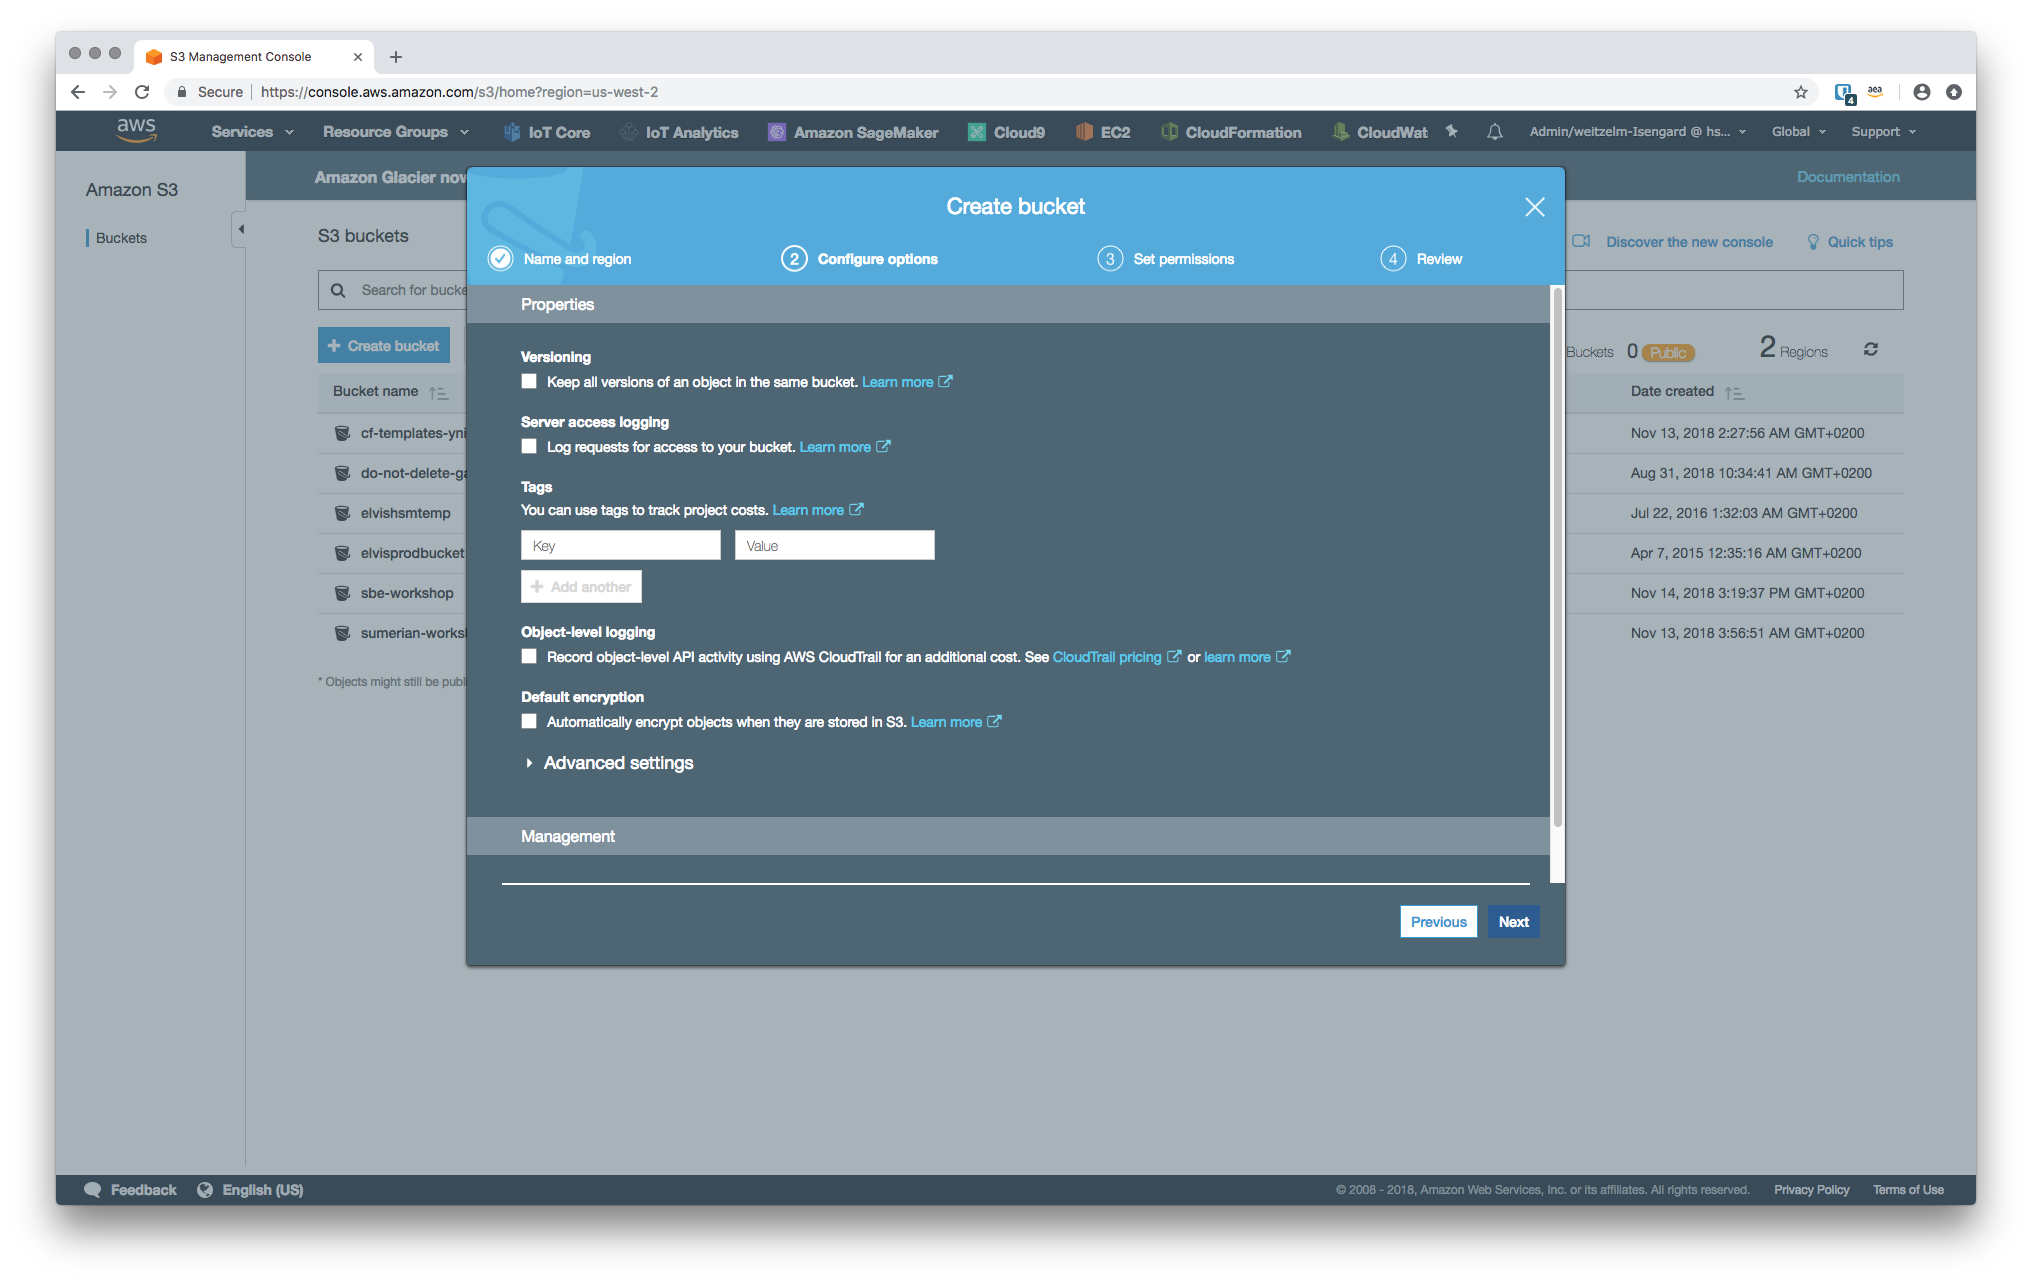 S3 Management Console
Secure https://console.aws.amazon.com/s3/home?region=us-west-2
4 aea
aws Services Resource Groups IoT Core IoT Analytics Amazon SageMaker Cloud9 EC2 CloudFormation CloudWat Admin/weitzelm-Isengard @ hs... Global Support
Amazon S3
Buckets
Amazon Glacier now
Documentation
S3 buckets
Discover the new console Quick tips
Search for bucke
Create bucket
Buckets 0 Public 2 Regions
Bucket name Date created
cf-templates-yni Nov 13, 2018 2:27:56 AM GMT+0200
do-not-delete-ga Aug 31, 2018 10:34:41 AM GMT+0200
elvishsmtemp Jul 22, 2016 1:32:03 AM GMT+0200
elvisprodbucket Apr 7, 2015 12:35:16 AM GMT+0200
sbe-workshop Nov 14, 2018 3:19:37 PM GMT+0200
sumerian-works Nov 13, 2018 3:56:51 AM GMT+0200
* Objects might still be publ
Create bucket
Name and region 2 Configure options 3 Set permissions 4 Review
Properties
Versioning
Keep all versions of an object in the same bucket. Learn more
Server access logging
Log requests for access to your bucket. Learn more
Tags
You can use tags to track project costs. Learn more
Key Value
Add another
Object-level logging
Record object-level API activity using AWS CloudTrail for an additional cost. See CloudTrail pricing or learn more
Default encryption
Automatically encrypt objects when they are stored in S3. Learn more
Advanced settings
Management
Previous Next
Feedback English (US)
© 2008 - 2018, Amazon Web Services, Inc. or its affiliates. All rights reserved. Privacy Policy Terms of Use